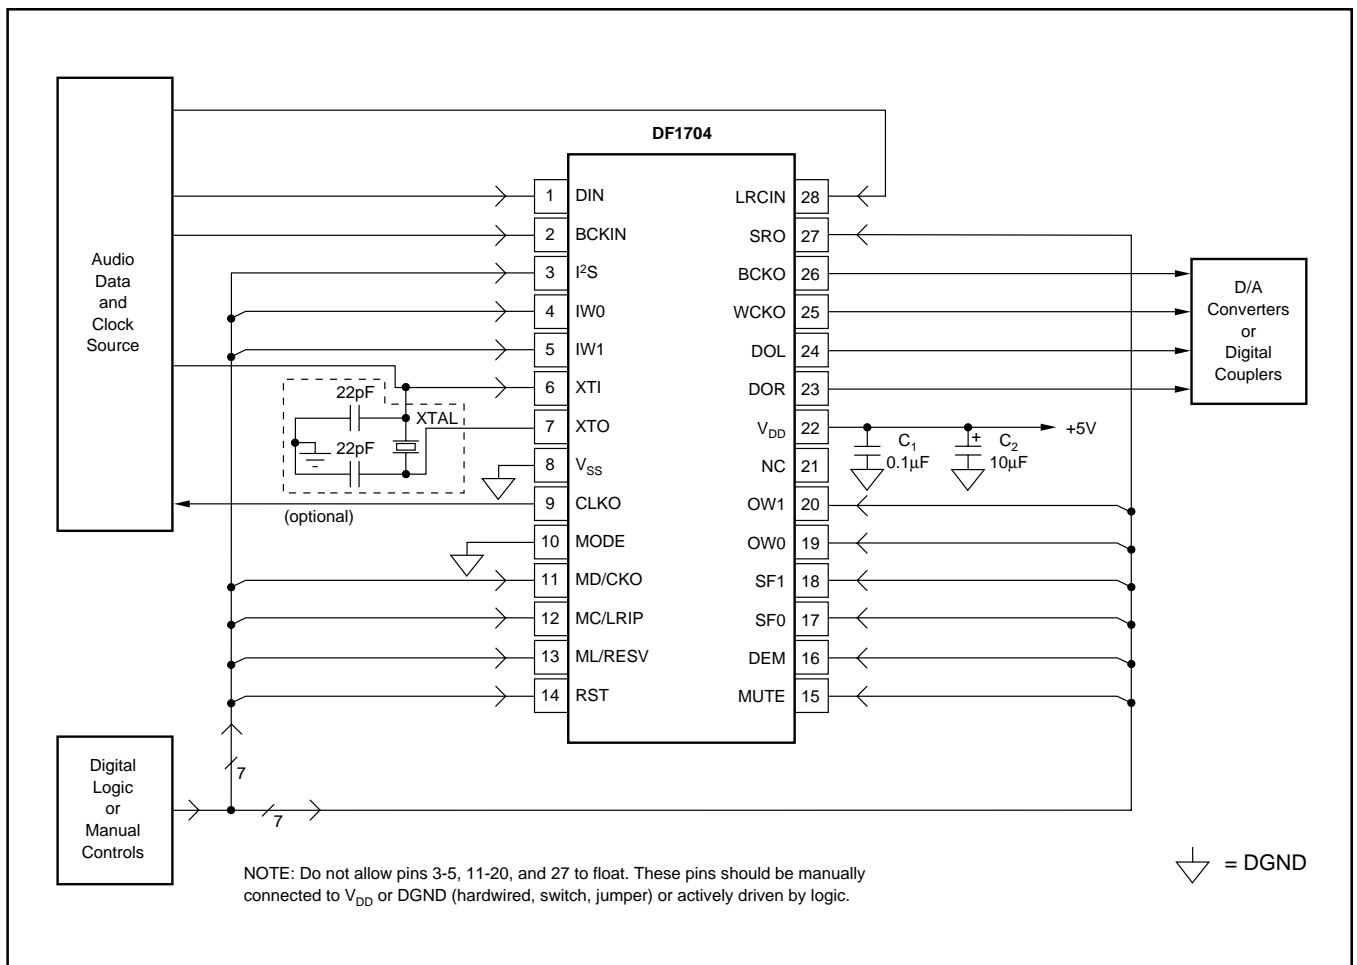 DF1704
Audio
Data
and
Clock
Source
1 DIN
2 BCKIN
3 I²S
4 IW0
5 IW1
6 XTI
7 XTO
8 V_SS
9 CLKO
10 MODE
11 MD/CKO
12 MC/LRIP
13 ML/RESV
14 RST
LRCIN 28
SRO 27
BCKO 26
WCKO 25
DOL 24
DOR 23
V_DD 22
NC 21
OW1 20
OW0 19
SF1 18
SF0 17
DEM 16
MUTE 15
22pF
XTAL
22pF
(optional)
D/A
Converters
or
Digital
Couplers
+5V
C₁
0.1µF
+
C₂
10µF
Digital
Logic
or
Manual
Controls
7
7
= DGND
NOTE: Do not allow pins 3-5, 11-20, and 27 to float. These pins should be manually
connected to V_DD or DGND (hardwired, switch, jumper) or actively driven by logic.